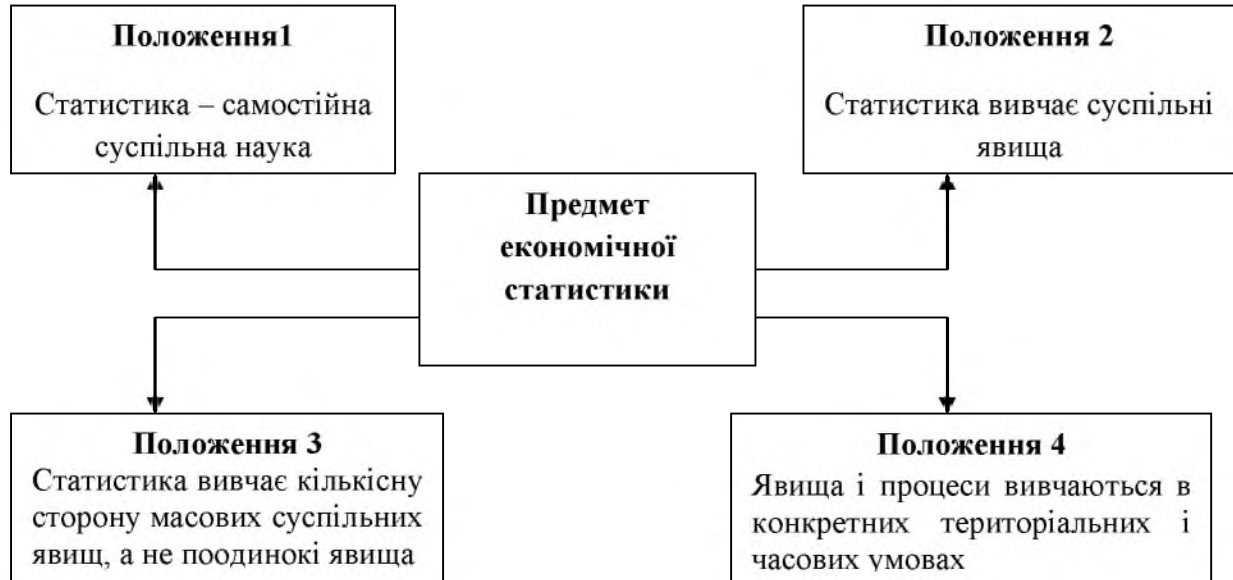 Положення1
Статистика – самостійна
суспільна наука
Положення 2
Статистика вивчає суспільні
явища
Предмет
економічної
статистики
Положення 3
Статистика вивчає кількісну
сторону масових суспільних
явищ, а не поодинокі явища
Положення 4
Явища і процеси вивчаються в
конкретних територіальних і
часових умовах